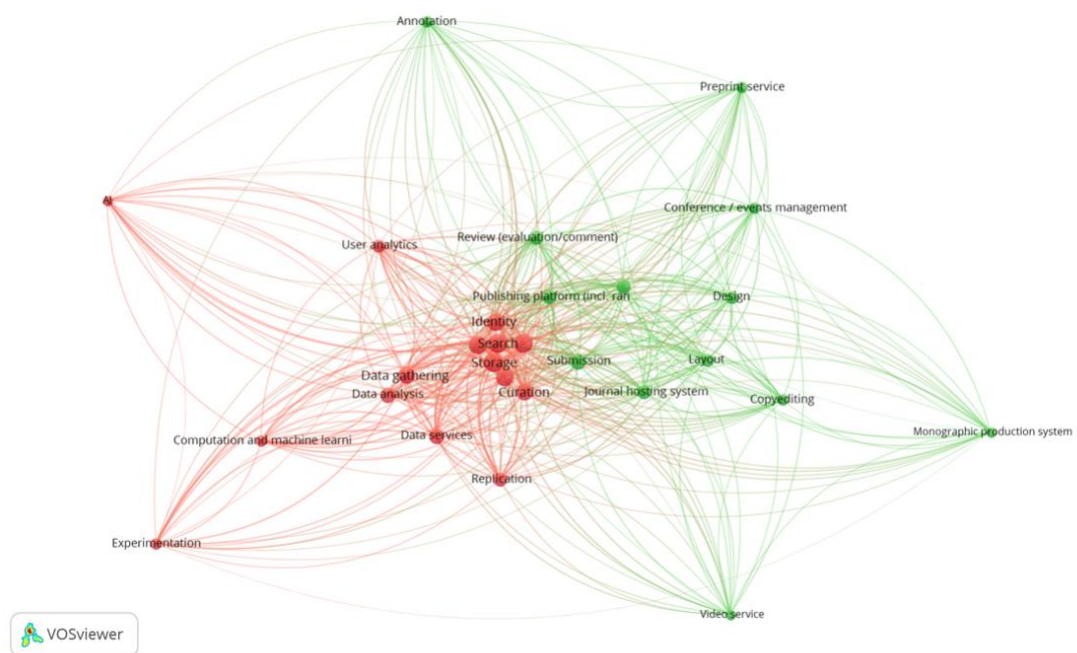 Annotation
Preprint service
AI
Conference / events management
Review (evaluation/comment)
User analytics
Publishing platform (incl. ran
Design
Identity
Search
Storage
Submission
Layout
Data gathering
Data analysis
Curation
Journal hosting system
Copyediting
Monographic production system
Data services
Computation and machine learni
Replication
Experimentation
Video service
VOSviewer